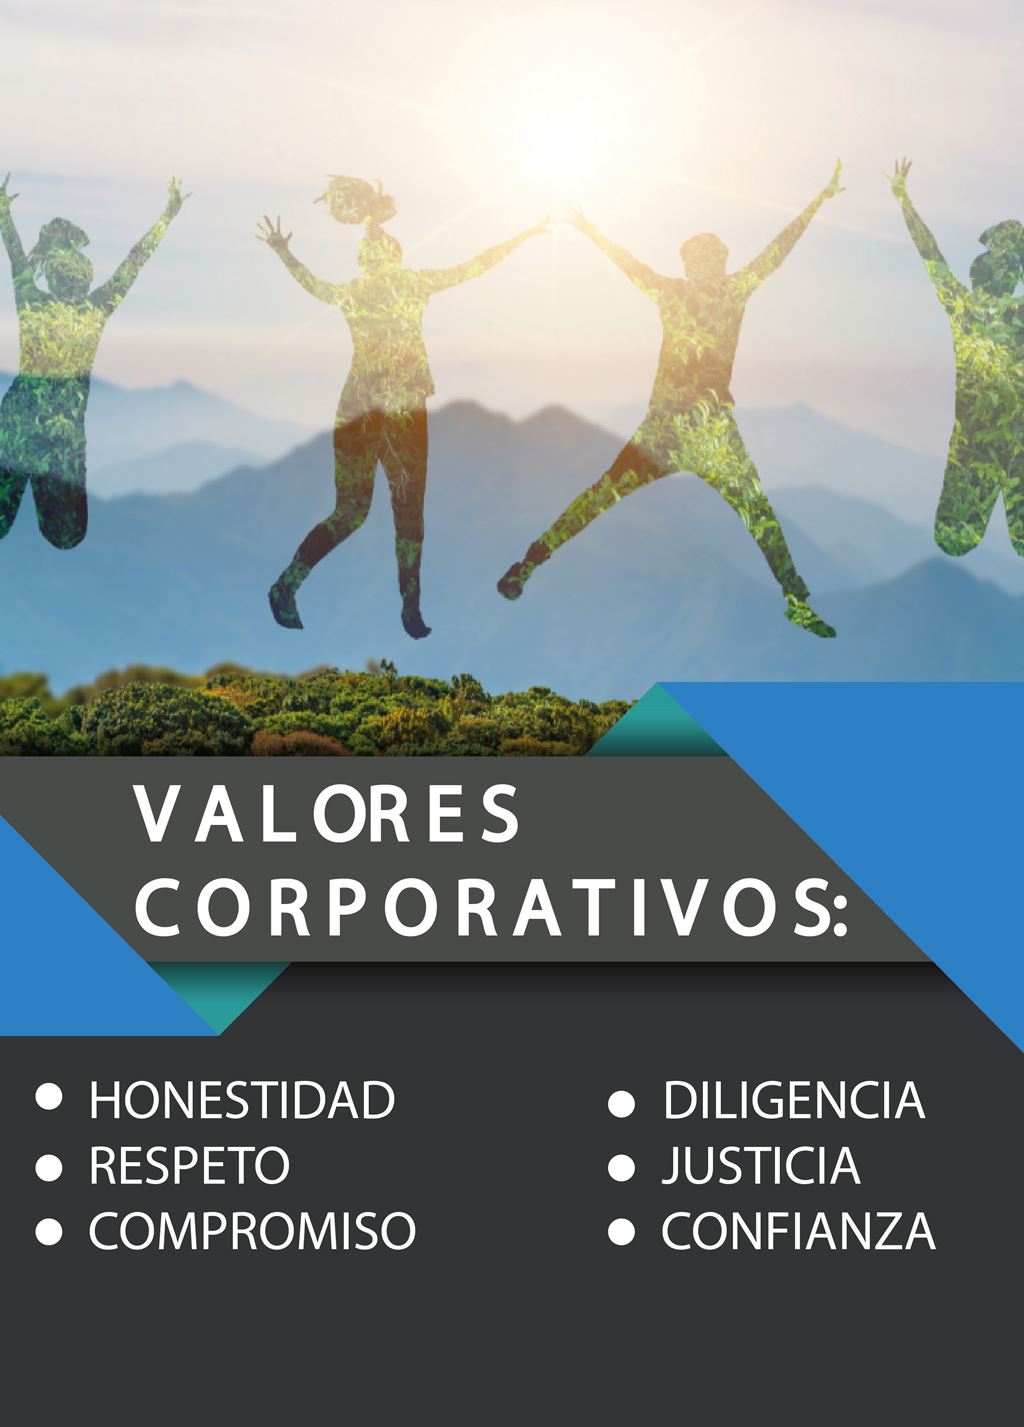 VALORES
CORPORATIVOS:
HONESTIDAD
RESPETO
COMPROMISO
DILIGENCIA
JUSTICIA
CONFIANZA